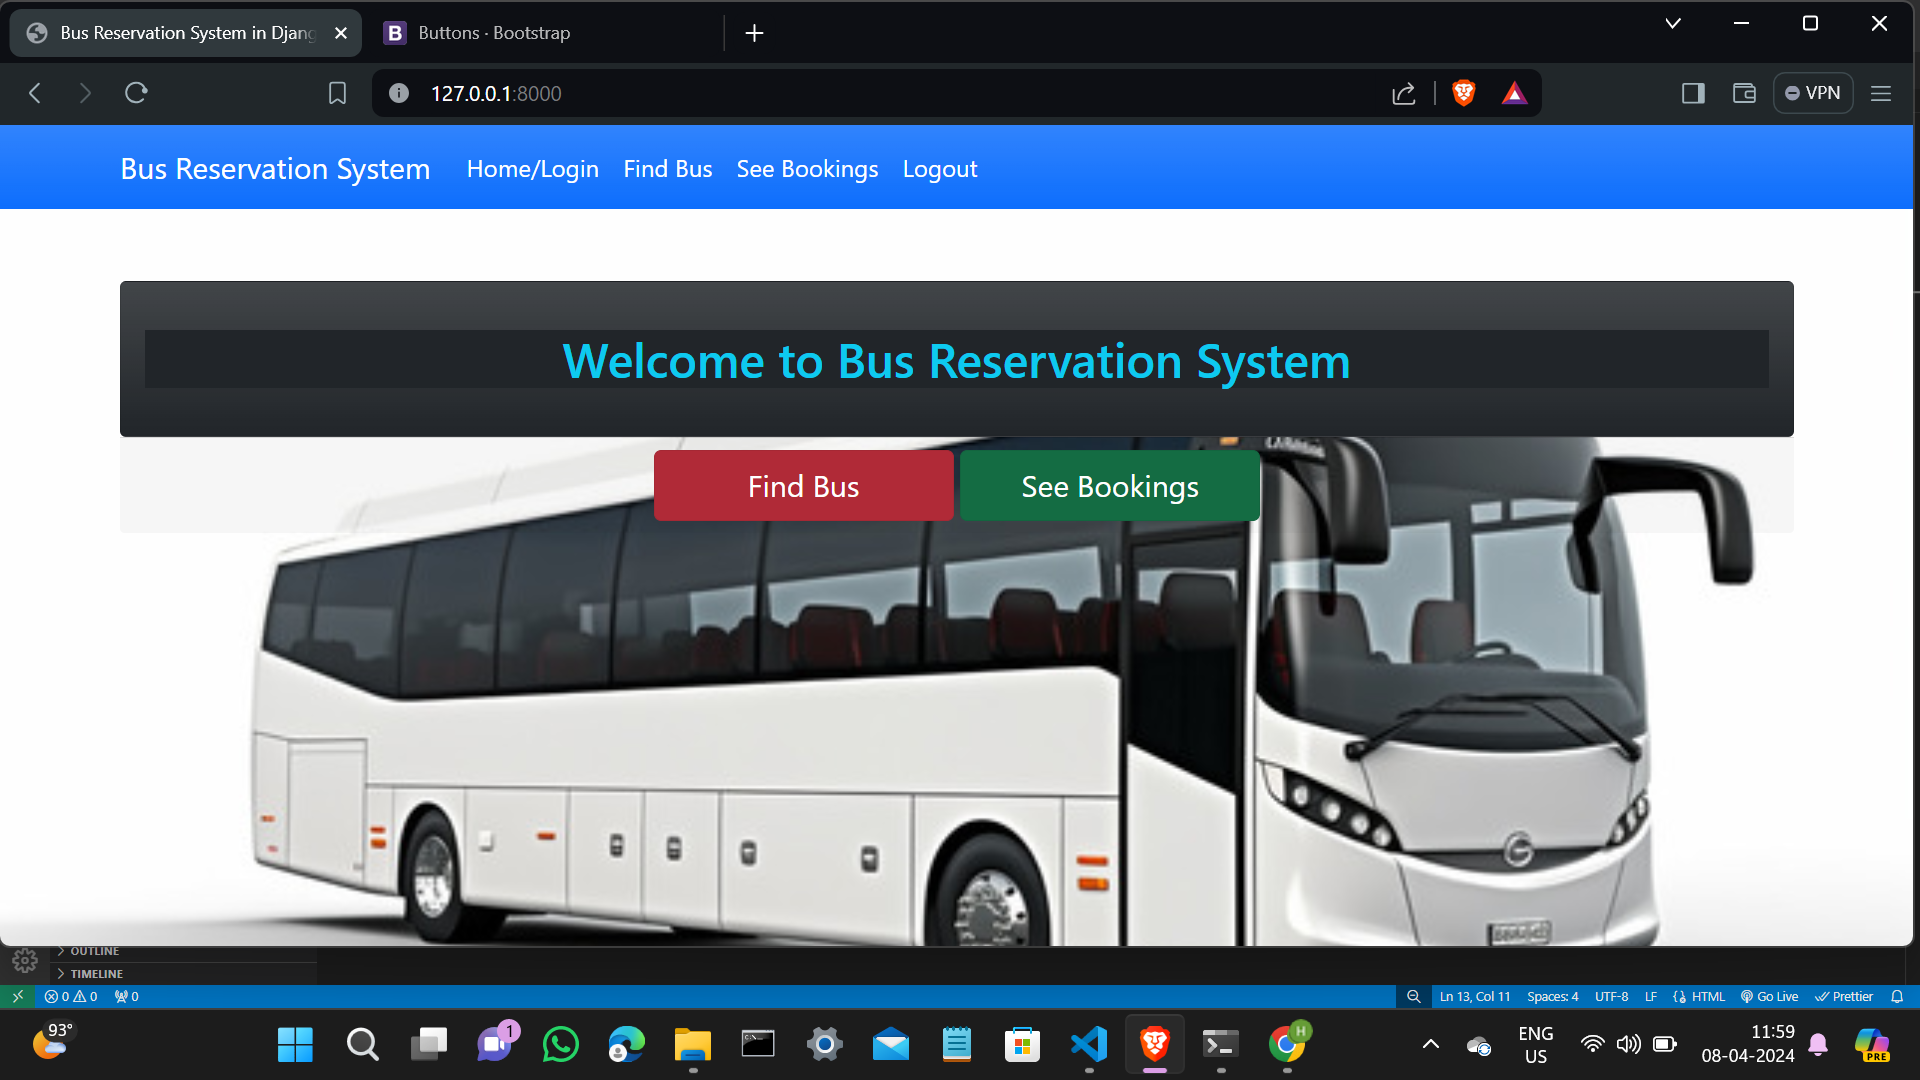 Bus Reservation System in Djang
Buttons · Bootstrap
127.0.0.1:8000
VPN
Bus Reservation System
Home/Login
Find Bus
See Bookings
Logout
Welcome to Bus Reservation System
Find Bus
See Bookings
OUTLINE
TIMELINE
0 0 0
Ln 13, Col 11
Spaces: 4
UTF-8
LF
HTML
Go Live
Prettier
93°
1
H
ENG
US
11:59
08-04-2024
PRE